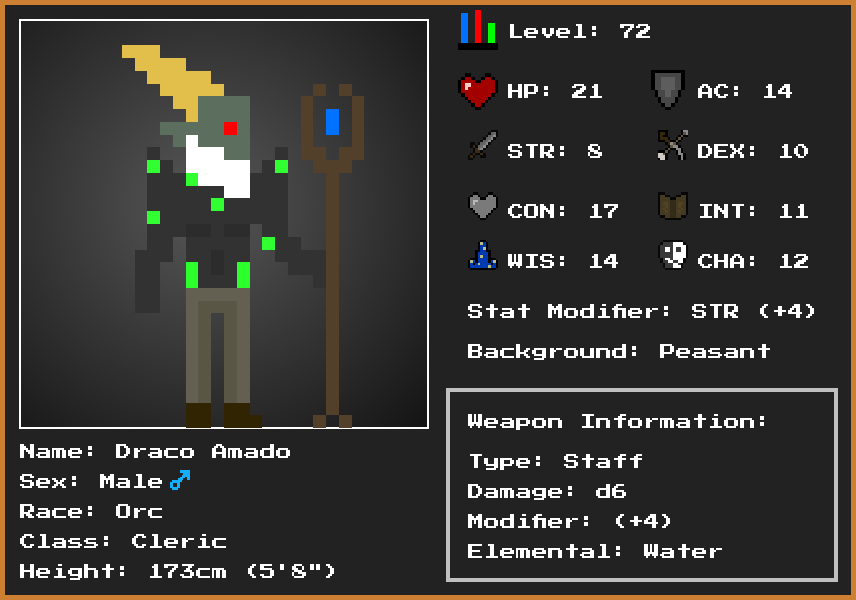 Level: 72
HP: 21
AC: 14
STR: 8
DEX: 10
CON: 17
INT: 11
WIS: 14
CHA: 12
Stat Modifier: STR (+4)
Background: Peasant
Weapon Information:
Type: Staff
Damage: d6
Modifier: (+4)
Elemental: Water
Name: Draco Amado
Sex: Male♂
Race: Orc
Class: Cleric
Height: 173cm (5'8")